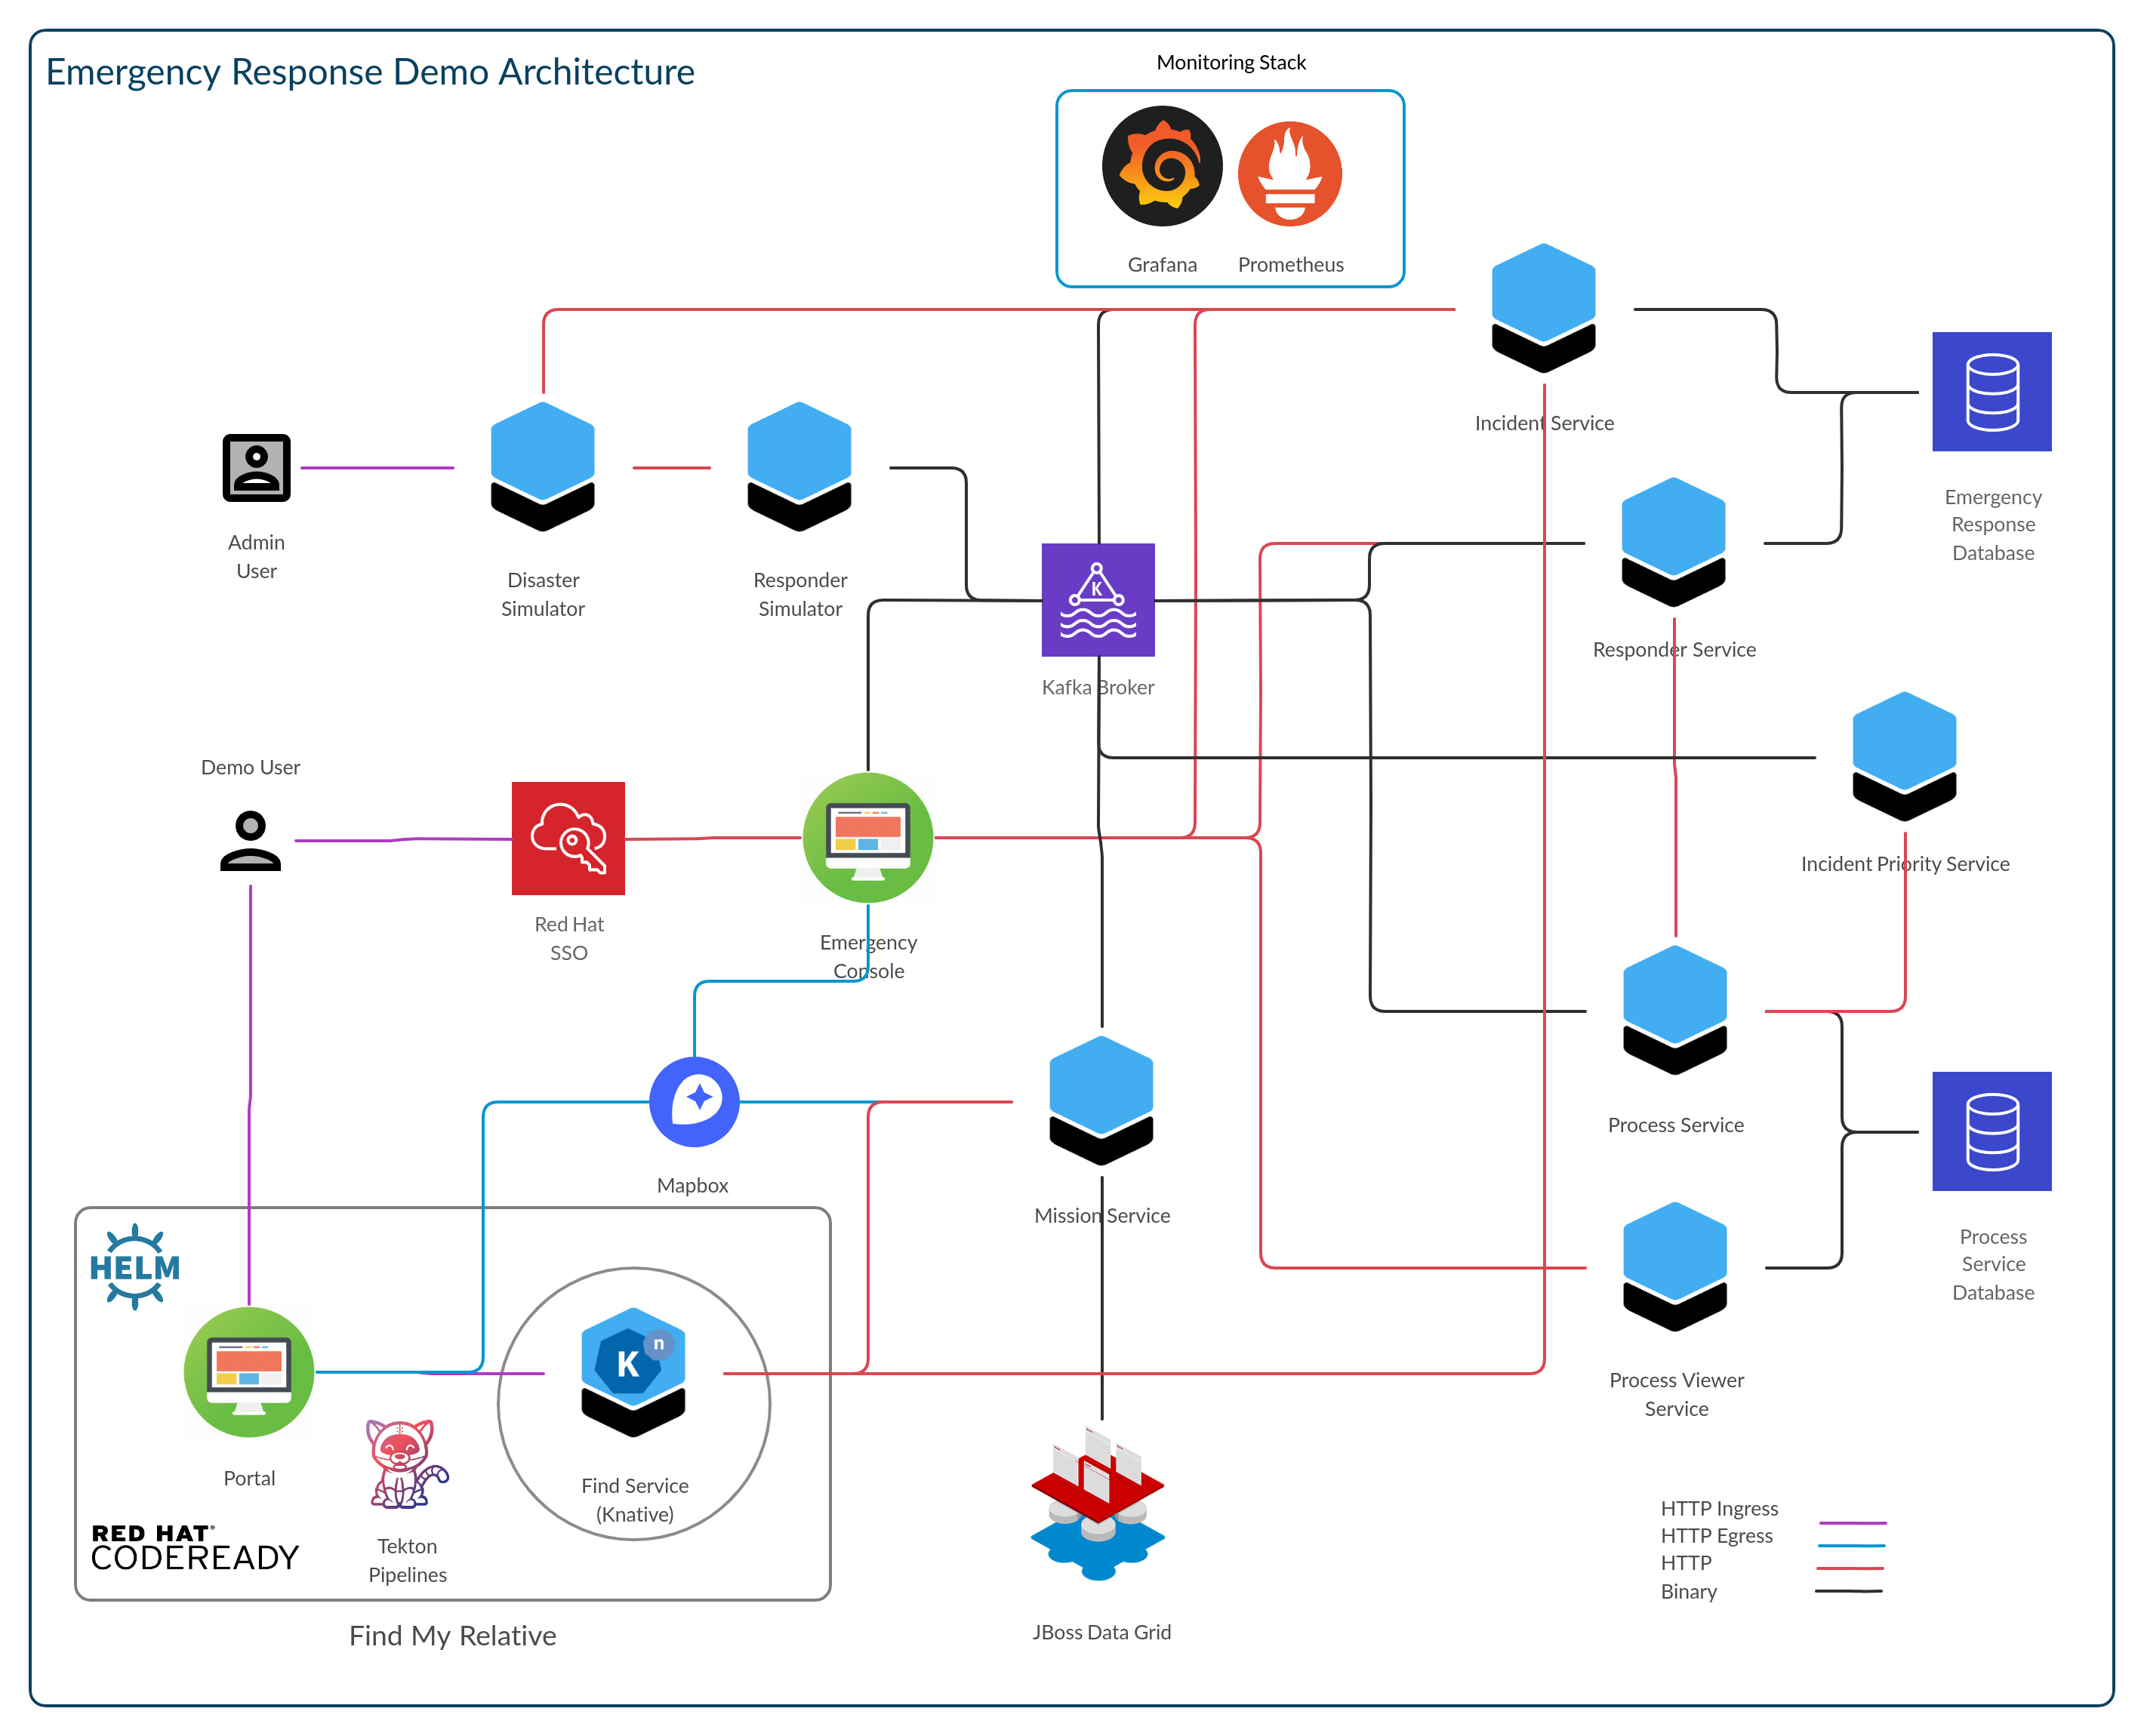 Emergency Response Demo Architecture
Monitoring Stack
Grafana
Prometheus
Incident Service
Emergency
Response
Database
Admin
User
Disaster
Simulator
Responder
Simulator
K
Kafka Broker
Responder Service
Demo User
Red Hat
SSO
Emergency
Console
Incident Priority Service
Mapbox
Mission Service
Process Service
Process
Service
Database
HELM
Portal
K
n
Find Service
(Knative)
Tekton
Pipelines
RED HAT®
CODEREADY
Find My Relative
JBoss Data Grid
Process Viewer
Service
HTTP Ingress
HTTP Egress
HTTP
Binary